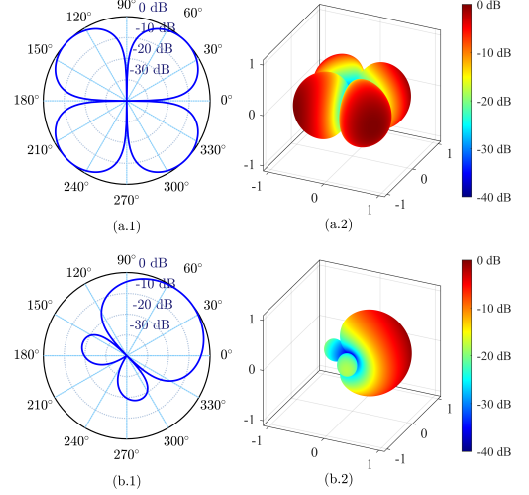 90° 0 dB
120° 60°
-10 dB
150° -20 dB 30°
-30 dB
180° 0°
210° 330°
240° 300°
270°
(a.1)
1
0
-1
-1
0
1
-1
0
1
0 dB
-10 dB
-20 dB
-30 dB
-40 dB
(a.2)
90° 0 dB
120° 60°
-10 dB
150° -20 dB 30°
-30 dB
180° 0°
210° 330°
240° 300°
270°
(b.1)
1
0
-1
-1
0
1
-1
0
1
0 dB
-10 dB
-20 dB
-30 dB
-40 dB
(b.2)